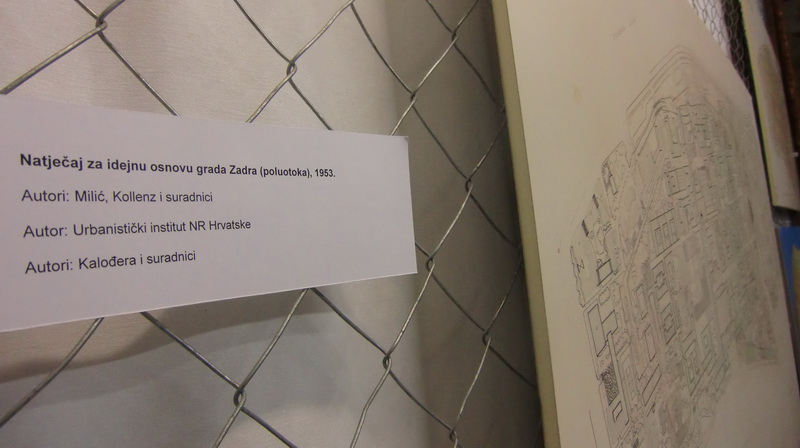 Natječaj za idejnu osnovu grada Zadra (poluotoka), 1953.
Autori: Milić, Kollenz i suradnici
Autor: Urbanistički institut NR Hrvatske
Autori: Kalođera i suradnici